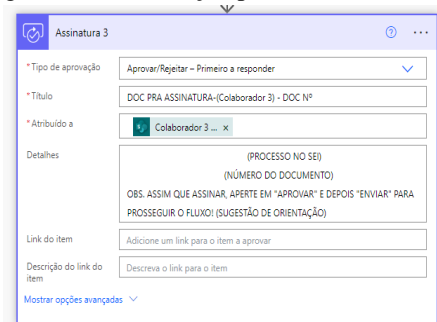 Assinatura 3
*Tipo de aprovação
Aprovar/Rejeitar – Primeiro a responder
*Título
DOC PRA ASSINATURA-(Colaborador 3) - DOC Nº
*Atribuído a
Colaborador 3 ... x
Detalhes
(PROCESSO NO SEI)
(NÚMERO DO DOCUMENTO)
OBS. ASSIM QUE ASSINAR, APERTE EM "APROVAR" E DEPOIS "ENVIAR" PARA
PROSSEGUIR O FLUXO! (SUGESTÃO DE ORIENTAÇÃO)
Link do item
Adicione um link para o item a aprovar
Descrição do link do
item
Descreva o link para o item
Mostrar opções avançadas